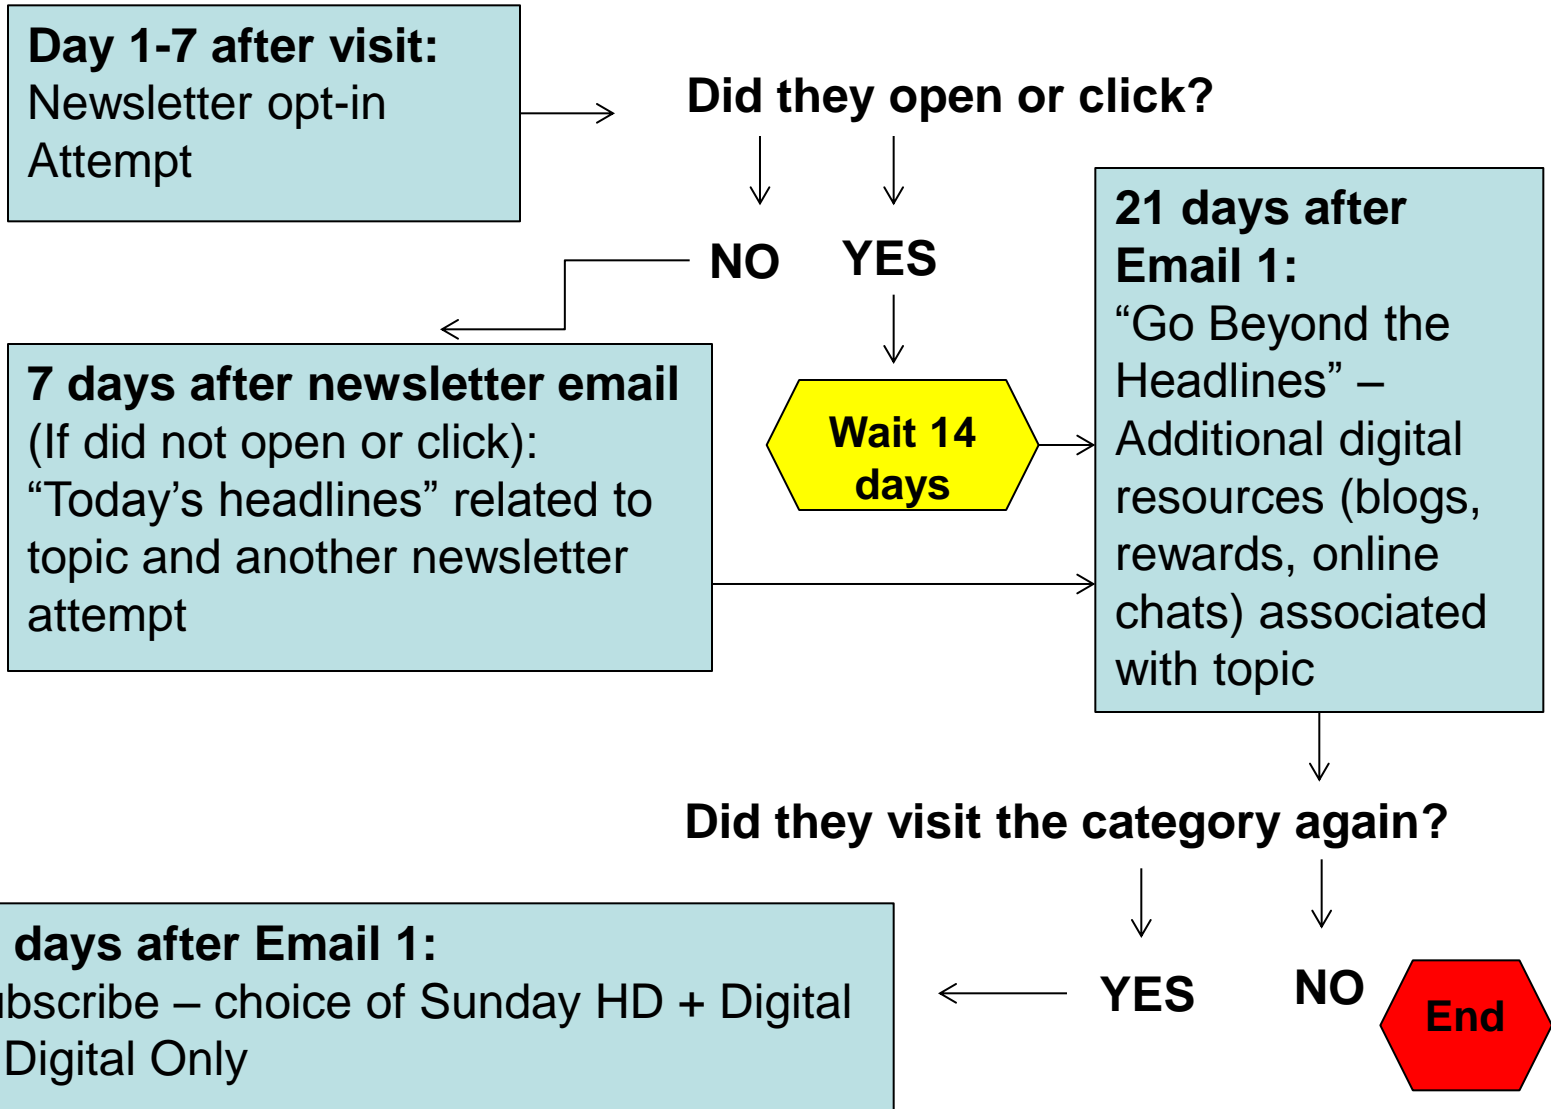 Day 1-7 after visit:
Newsletter opt-in
Attempt
Did they open or click?
NO
YES
7 days after newsletter email
(If did not open or click):
“Today’s headlines” related to
topic and another newsletter
attempt
Wait 14
days
21 days after
Email 1:
“Go Beyond the
Headlines” –
Additional digital
resources (blogs,
rewards, online
chats) associated
with topic
Did they visit the category again?
YES
NO
End
days after Email 1:
– choice of Sunday HD + Digital
Digital Only